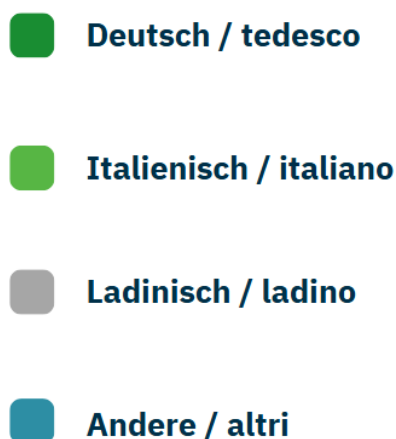 Deutsch / tedesco
Italienisch / italiano
Ladinisch / ladino
Andere / altri